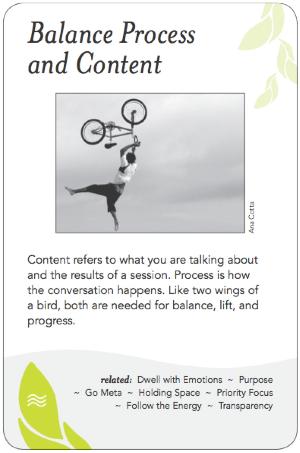 Balance Process
and Content
Ana Cotta
Content refers to what you are talking about
and the results of a session. Process is how
the conversation happens. Like two wings of
a bird, both are needed for balance, lift, and
progress.
related: Dwell with Emotions ~ Purpose
~ Go Meta ~ Holding Space ~ Priority Focus
~ Follow the Energy ~ Transparency